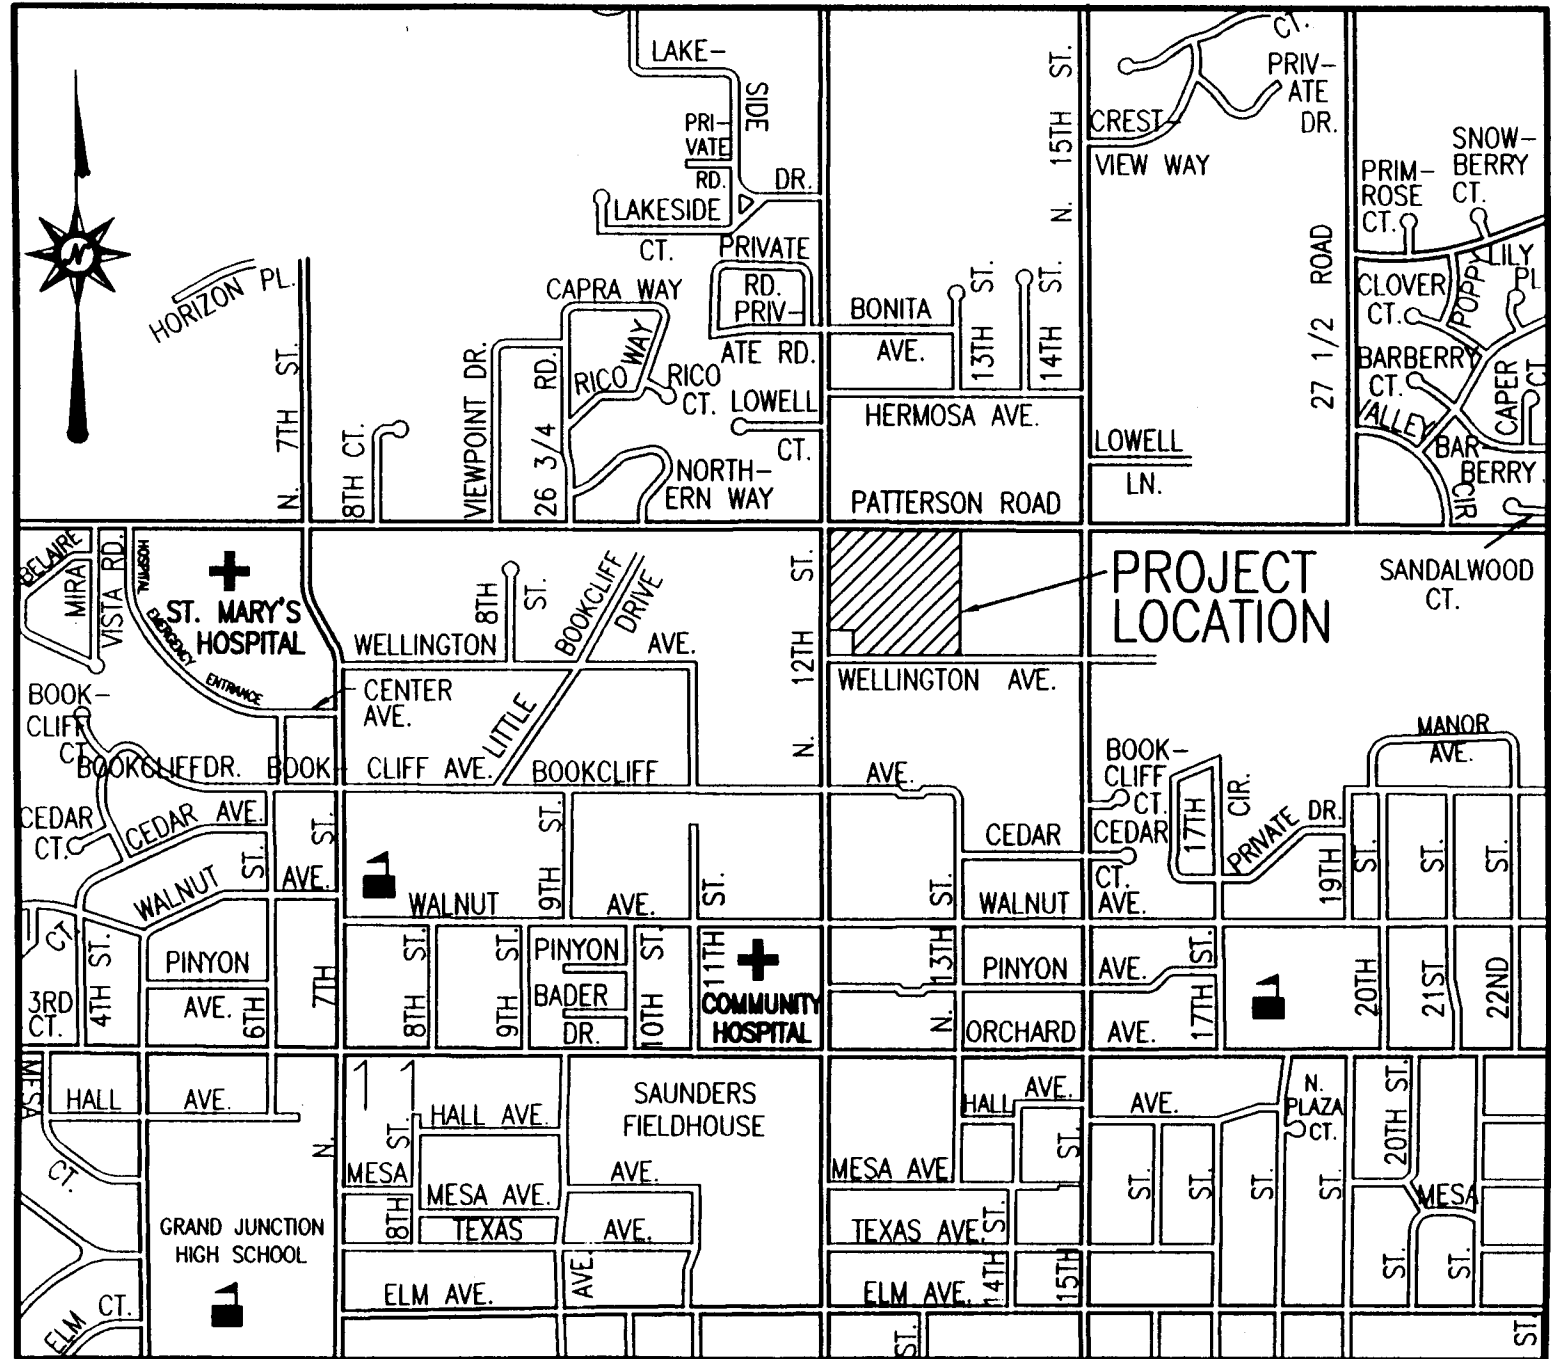 CT.
LAKE-
SIDE
PRIV-
ATE
DR.
N. 15TH ST.
CREST-
VIEW WAY
PRI-
VATE
RD.
DR.
SNOW-
BERRY
CT.
PRIM-
ROSE
CT.
LAKESIDE
CT.
PRIVATE
RD.
PRIV-
ATE RD.
N
HORIZON PL.
CAPRA WAY
RICO WAY
RICO
CT.
BONITA
AVE.
13TH ST.
14TH ST.
27 1/2 ROAD
CLOVER
CT.
POPPY
LILY
PL
BARBERRY
CT.
CAPER
CT
VALLEY
CIR
BAR-
BERRY
N. 7TH ST.
8TH CT.
VIEWPOINT DR.
26 3/4 RD.
LOWELL
CT.
HERMOSA AVE.
LOWELL
LN.
NORTH-
ERN WAY
PATTERSON ROAD
BELAIRE
MIRA
VISTA RD.
HOSPITAL
EMERGENCY
ENTRANCE
ST. MARY'S
HOSPITAL
8TH
ST.
LITTLE
BOOKCLIFF
DRIVE
N. 12TH ST.
PROJECT
LOCATION
SANDALWOOD
CT.
WELLINGTON AVE.
WELLINGTON AVE.
CENTER
AVE.
BOOK-
CLIFF
CT.
BOOKCLIFF DR.
BOOK-
CLIFF AVE.
BOOKCLIFF
AVE.
BOOK-
CLIFF
CT.
MANOR
AVE.
17TH
CIR.
PRIVATE DR.
CEDAR
CT.
CEDAR AVE.
CEDAR
CEDAR
CT.
WALNUT
AVE.
WALNUT
AVE.
WALNUT
AVE.
ST.
ST.
9TH ST.
ST.
ST.
19TH
ST.
ST.
ST.
CT.
3RD
CT.
4TH ST.
PINYON
AVE.
6TH
7TH
8TH ST.
9TH ST.
PINYON
BADER
DR.
10TH ST.
11TH
COMMUNITY
HOSPITAL
N. 13TH
PINYON
AVE.
ORCHARD
AVE.
17TH ST.
20TH
21ST
22ND
MESA
CT.
HALL
AVE.
N.
11
HALL AVE.
MESA
8TH ST.
MESA AVE.
TEXAS
AVE.
AVE.
AVE.
ELM AVE.
SAUNDERS
FIELDHOUSE
HALL
AVE.
AVE.
MESA AVE.
TEXAS AVE.
ELM AVE.
14TH ST.
15TH ST.
ST.
ST.
ST.
ST.
N.
PLAZA
CT.
20TH ST.
MESA
ST.
ST.
GRAND JUNCTION
HIGH SCHOOL
ELM CT.
ST.
ST.